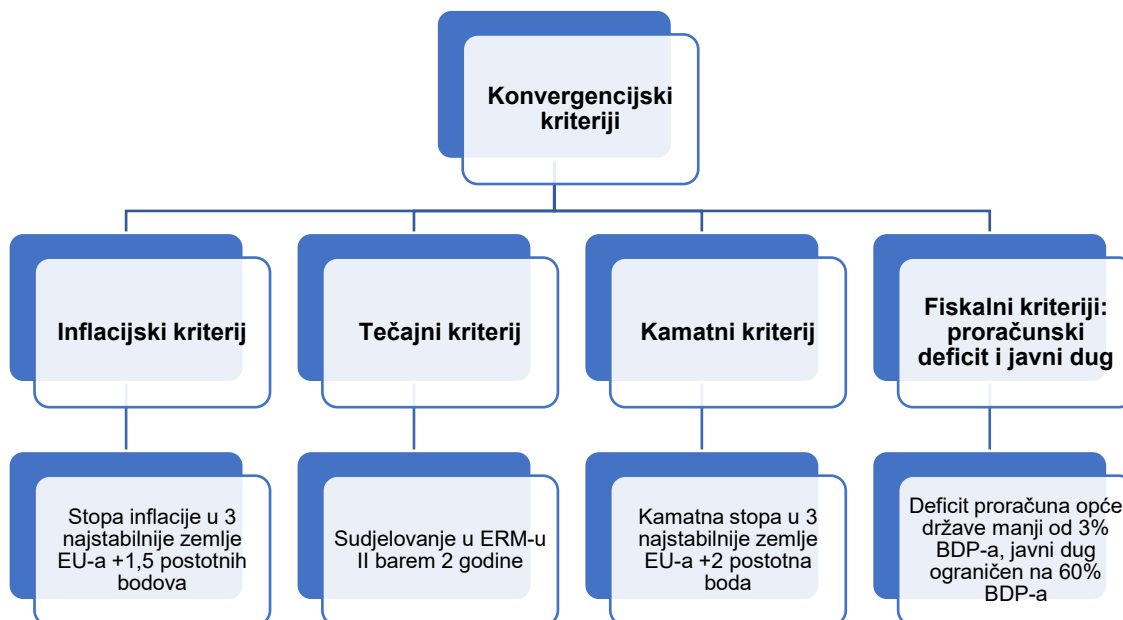 Konvergencijski
kriteriji
Inflacijski kriterij
Tečajni kriterij
Kamatni kriterij
Fiskalni kriteriji:
proračunski
deficit i javni dug
Stopa inflacije u 3
najstabilnije zemlje
EU-a +1,5 postotnih
bodova
Sudjelovanje u ERM-u
II barem 2 godine
Kamatna stopa u 3
najstabilnije zemlje
EU-a +2 postotna
boda
Deficit proračuna opće
države manji od 3%
BDP-a, javni dug
ograničen na 60%
BDP-a